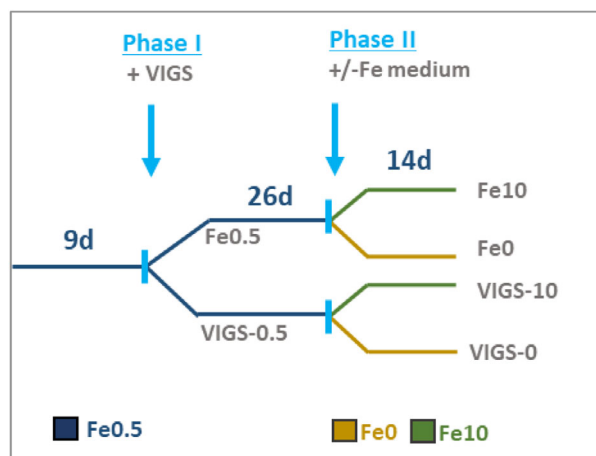 Phase I
+ VIGS
Phase II
+/-Fe medium
9d
26d
14d
Fe0.5
VIGS-0.5
Fe10
Fe0
VIGS-10
VIGS-0
Fe0.5
Fe0
Fe10